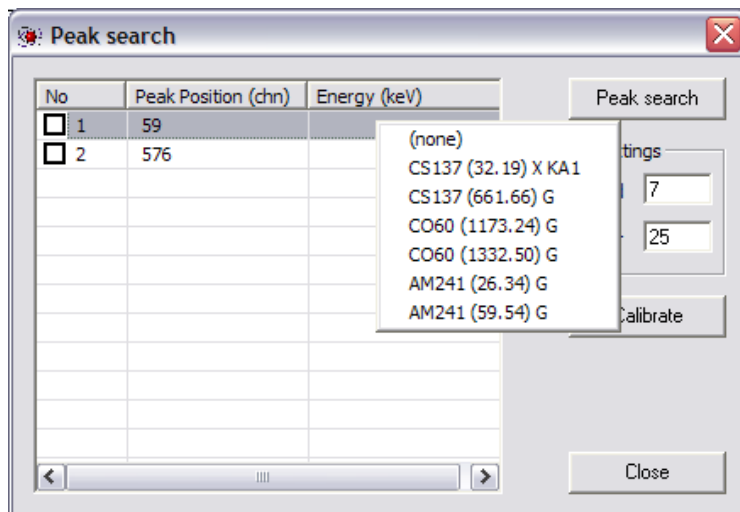 Peak search
No Peak Position (chn) Energy (keV)
1 59
2 576
(none)
CS137 (32.19) X KA1
CS137 (661.66) G
CO60 (1173.24) G
CO60 (1332.50) G
AM241 (26.34) G
AM241 (59.54) G
Peak search
ttings
7
25
Calibrate
Close